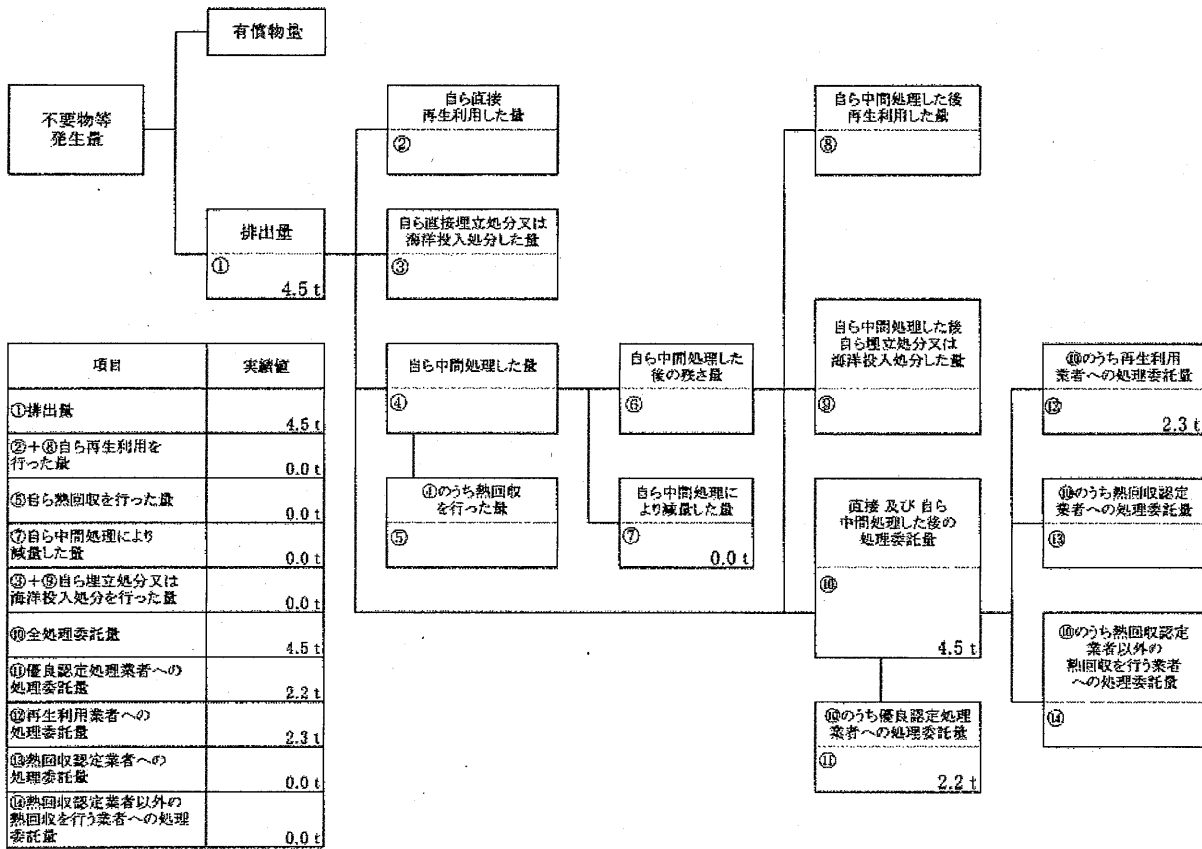 有償物量
不要物等
発生量
自ら直接
再生利用した量
②
自ら中間処理した後
再生利用した量
⑧
排出量
①
4.5 t
自ら直接埋立処分又は
海洋投入処分した量
③
自ら中間処理した量
④
自ら中間処理した
後の残さ量
⑥
自ら中間処理した後
自ら埋立処分又は
海洋投入処分した量
⑨
⑩のうち再生利用
業者への処理委託量
⑫
2.3 t
④のうち熱回収
を行った量
⑤
自ら中間処理に
より減量した量
⑦
0.0 t
直接 及び 自ら
中間処理した後の
処理委託量
⑩
4.5 t
⑩のうち熱回収認定
業者への処理委託量
⑬
⑩のうち熱回収認定
業者以外の
熱回収を行う業者
への処理委託量
⑭
⑩のうち優良認定処理
業者への処理委託量
⑪
2.2 t
項目 実績値
①排出量 4.5 t
②+⑧自ら再生利用を
行った量 0.0 t
⑤自ら熱回収を行った量 0.0 t
⑦自ら中間処理により
減量した量 0.0 t
③+⑨自ら埋立処分又は
海洋投入処分を行った量 0.0 t
⑩全処理委託量 4.5 t
⑪優良認定処理業者への
処理委託量 2.2 t
⑫再生利用業者への
処理委託量 2.3 t
⑬熱回収認定業者への
処理委託量 0.0 t
⑭熱回収認定業者以外の
熱回収を行う業者への処理
委託量 0.0 t